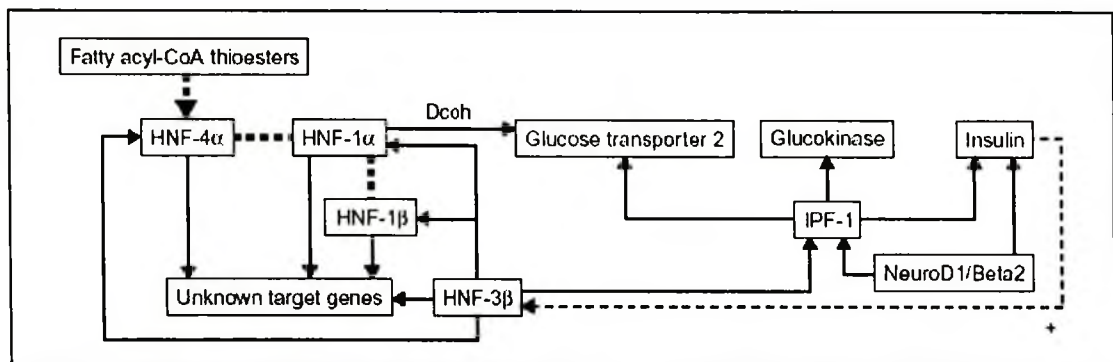 Fatty acyl-CoA thioesters
Dcoh
HNF-4α
HNF-1α
Glucose transporter 2
Glucokinase
Insulin
HNF-1β
IPF-1
NeuroD1/Beta2
Unknown target genes
HNF-3β
+